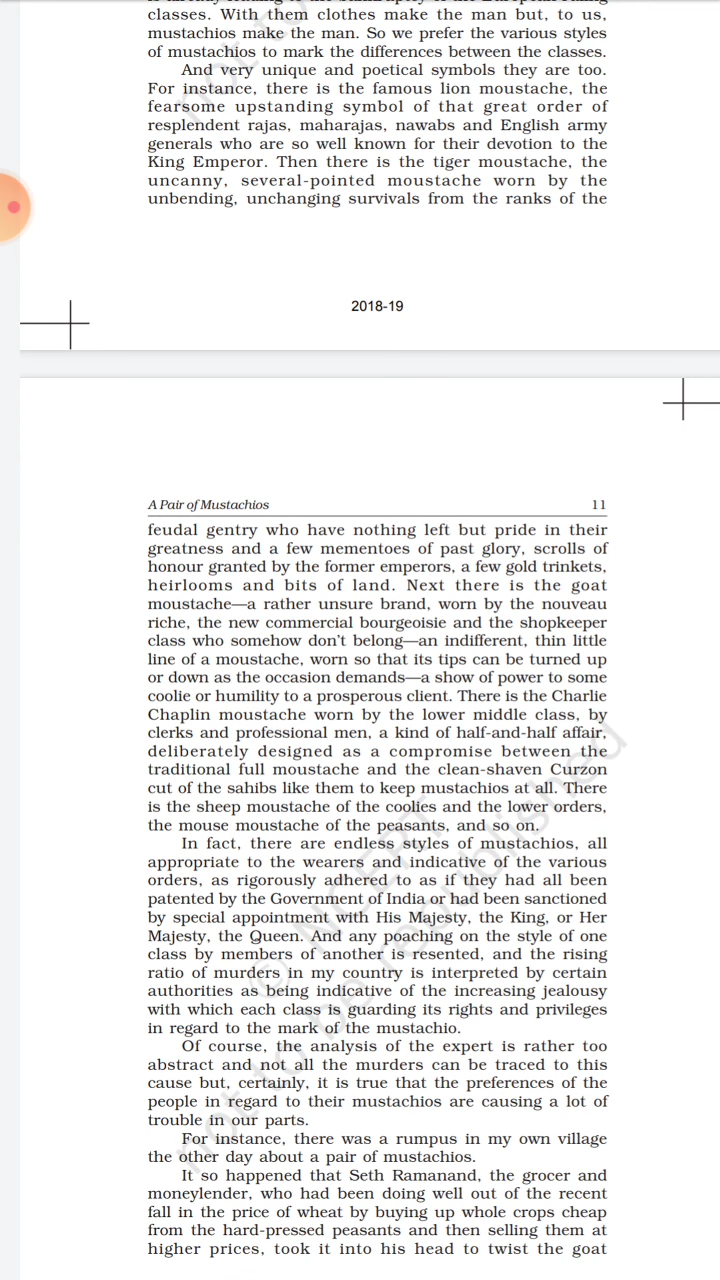 classes. With them clothes make the man but, to us,
mustachios make the man. So we prefer the various styles
of mustachios to mark the differences between the classes.
And very unique and poetical symbols they are too.
For instance, there is the famous lion moustache, the
fearsome upstanding symbol of that great order of
resplendent rajas, maharajas, nawabs and English army
generals who are so well known for their devotion to the
King Emperor. Then there is the tiger moustache, the
uncanny, several-pointed moustache worn by the
unbending, unchanging survivals from the ranks of the
2018-19
A Pair of Mustachios 11
feudal gentry who have nothing left but pride in their
greatness and a few mementoes of past glory, scrolls of
honour granted by the former emperors, a few gold trinkets,
heirlooms and bits of land. Next there is the goat
moustache—a rather unsure brand, worn by the nouveau
riche, the new commercial bourgeoisie and the shopkeeper
class who somehow don't belong—an indifferent, thin little
line of a moustache, worn so that its tips can be turned up
or down as the occasion demands—a show of power to some
coolie or humility to a prosperous client. There is the Charlie
Chaplin moustache worn by the lower middle class, by
clerks and professional men, a kind of half-and-half affair,
deliberately designed as a compromise between the
traditional full moustache and the clean-shaven Curzon
cut of the sahibs like them to keep mustachios at all. There
is the sheep moustache of the coolies and the lower orders,
the mouse moustache of the peasants, and so on.
In fact, there are endless styles of mustachios, all
appropriate to the wearers and indicative of the various
orders, as rigorously adhered to as if they had all been
patented by the Government of India or had been sanctioned
by special appointment with His Majesty, the King, or Her
Majesty, the Queen. And any poaching on the style of one
class by members of another is resented, and the rising
ratio of murders in my country is interpreted by certain
authorities as being indicative of the increasing jealousy
with which each class is guarding its rights and privileges
in regard to the mark of the mustachio.
Of course, the analysis of the expert is rather too
abstract and not all the murders can be traced to this
cause but, certainly, it is true that the preferences of the
people in regard to their mustachios are causing a lot of
trouble in our parts.
For instance, there was a rumpus in my own village
the other day about a pair of mustachios.
It so happened that Seth Ramanand, the grocer and
moneylender, who had been doing well out of the recent
fall in the price of wheat by buying up whole crops cheap
from the hard-pressed peasants and then selling them at
higher prices, took it into his head to twist the goat
© NCERT
not to be republished